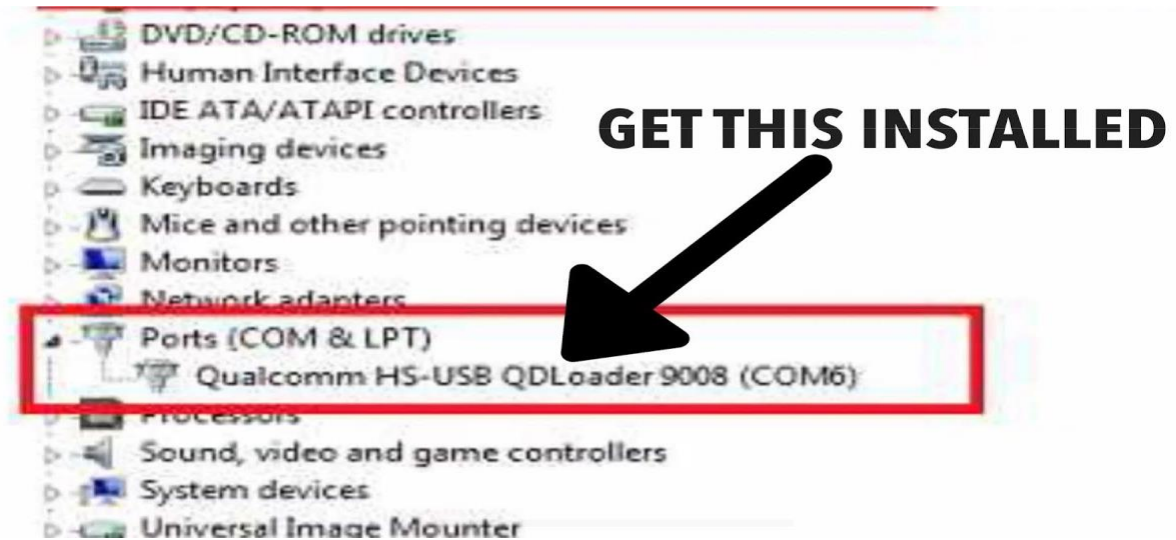 DVD/CD-ROM drives
Human Interface Devices
IDE ATA/ATAPI controllers
GET THIS INSTALLED
Imaging devices
Keyboards
Mice and other pointing devices
Monitors
Network adapters
Ports (COM & LPT)
Qualcomm HS-USB QDLoader 9008 (COM6)
Processors
Sound, video and game controllers
System devices
Universal Image Mounter